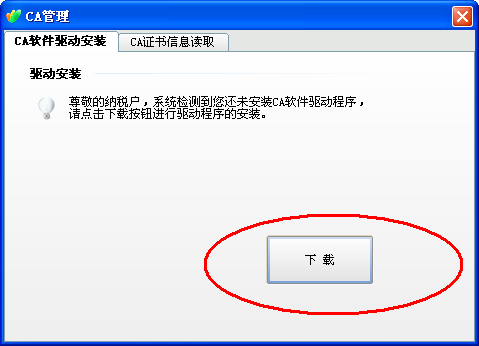 CA管理
CA软件驱动安装
CA证书信息读取
驱动安装
尊敬的纳税户，系统检测到您还未安装CA软件驱动程序，
请点击下载按钮进行驱动程序的安装。
下 载